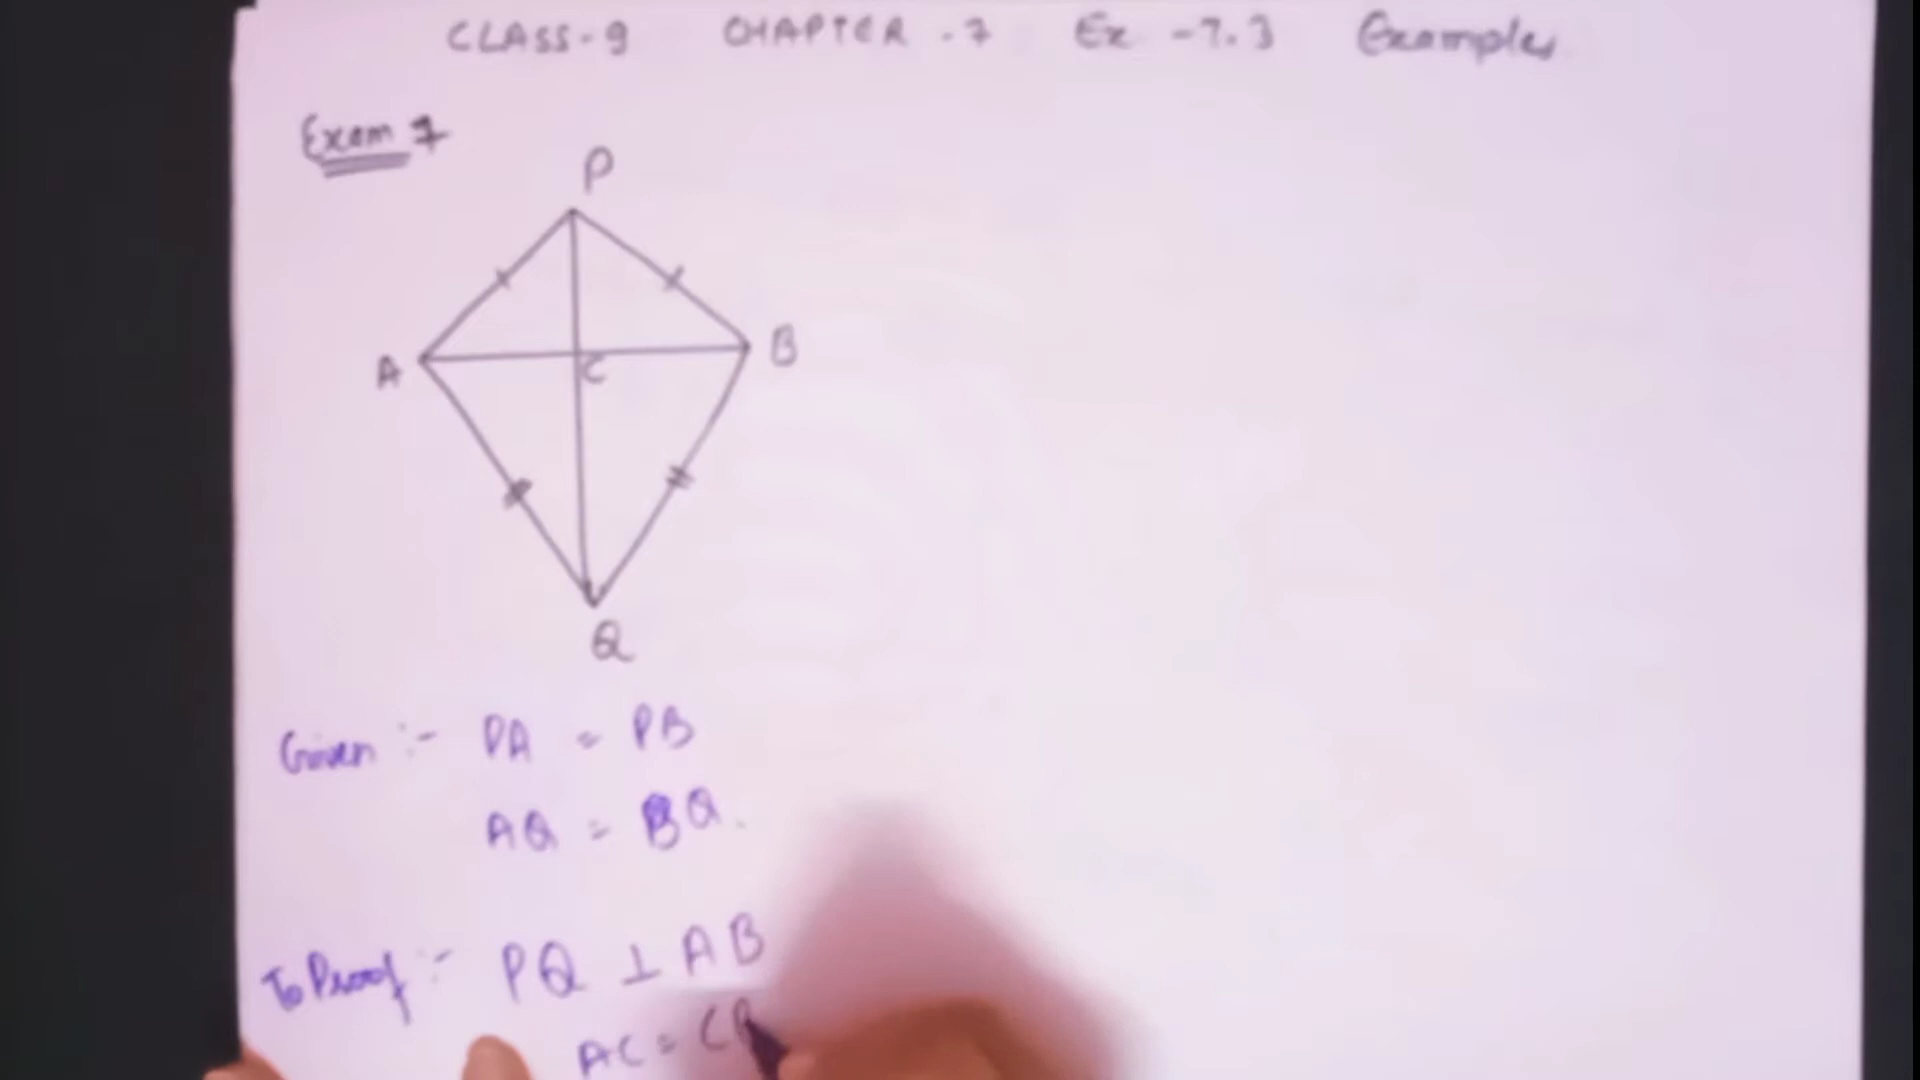 CLASS-9 CHAPTER-7 Ex-7.3 Examples
Exam 7
P
A
B
C
Q
Given :- PA = PB
AQ = BQ.
To Proof :- PQ ⊥ AB
AC = CB